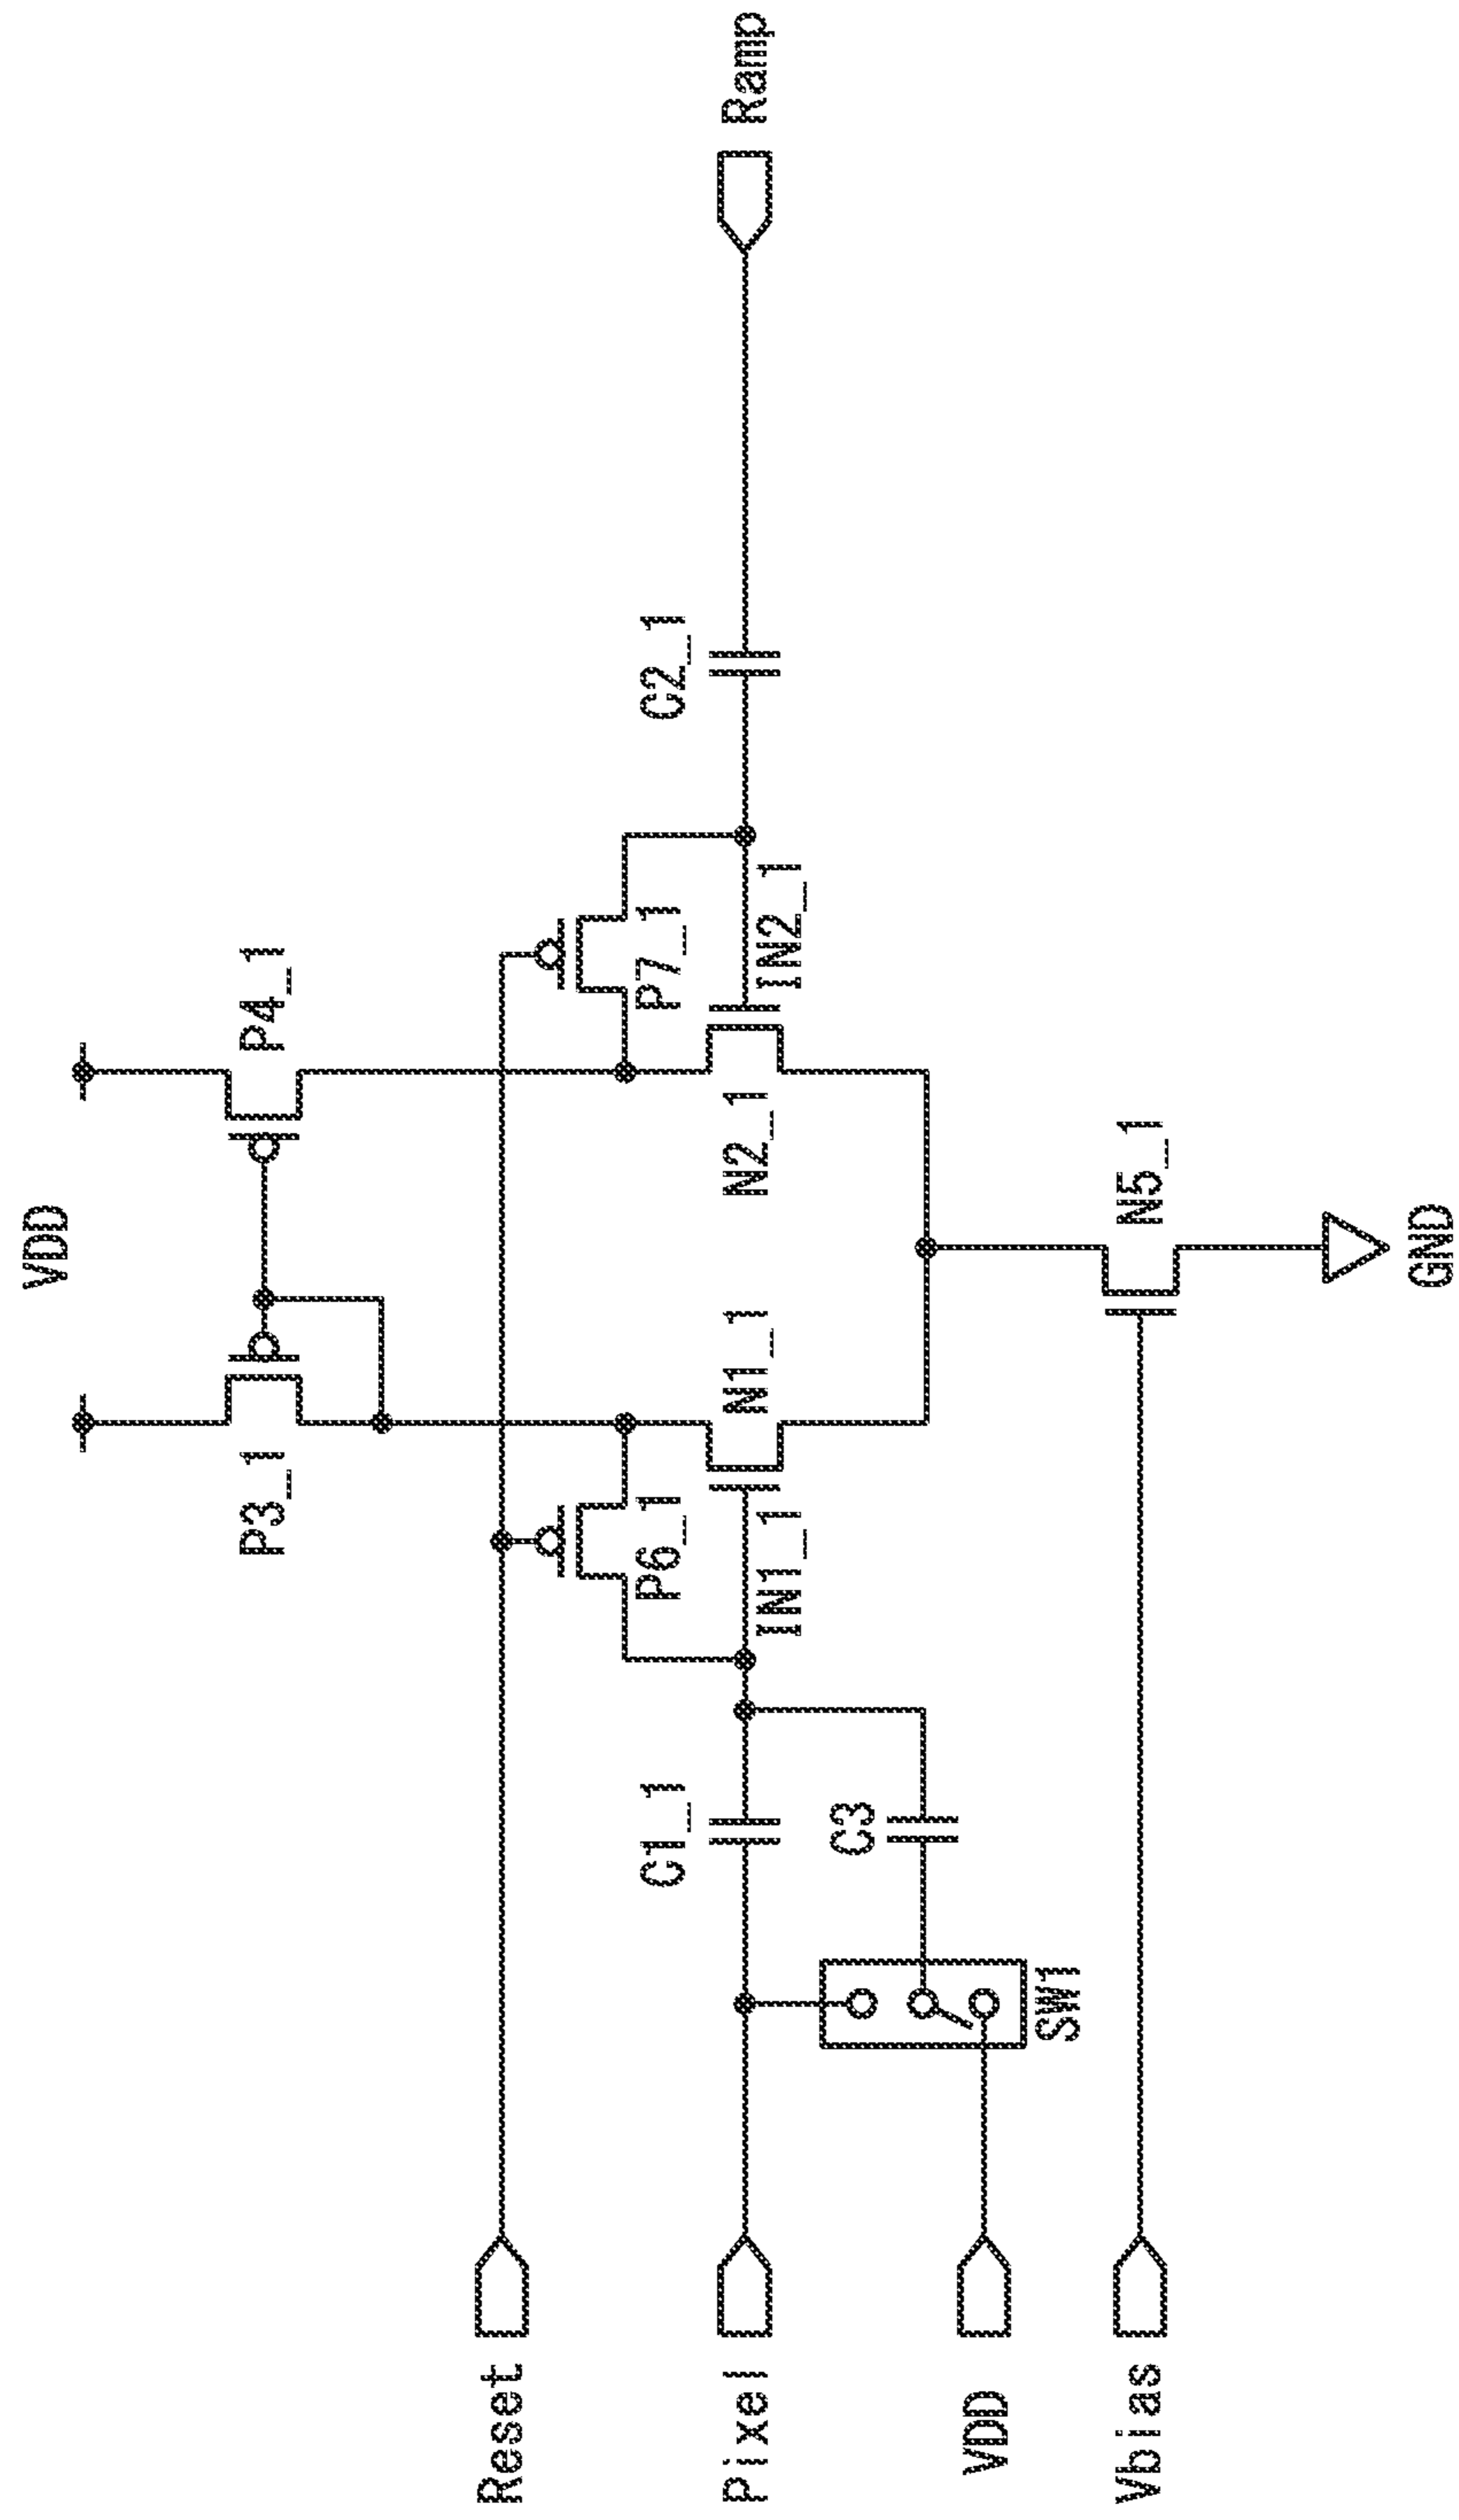 VDD
P3_1
P4_1
Reset
P6_1
P7_1
C1_1
C2_1
Pixel
N1_1
N2_1
Ramp
IN1_1
IN2_1
C3
VDD
SW1
Vbias
N5_1
GND